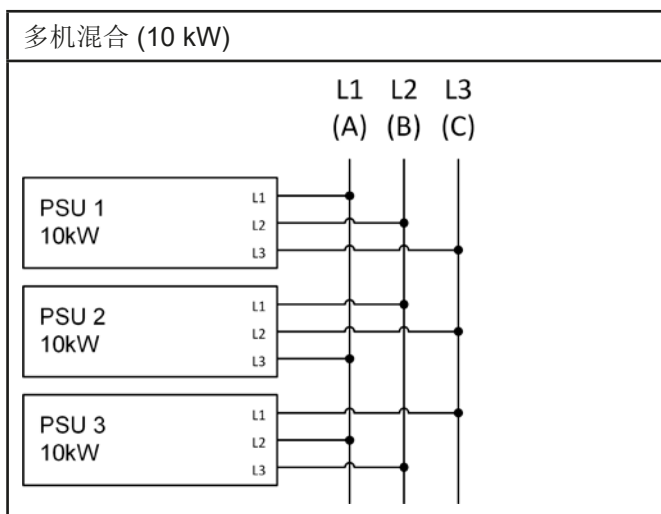 多机混合 (10 kW)
L1 L2 L3
(A) (B) (C)
PSU 1
10kW
L1
L2
L3
PSU 2
10kW
L1
L2
L3
PSU 3
10kW
L1
L2
L3